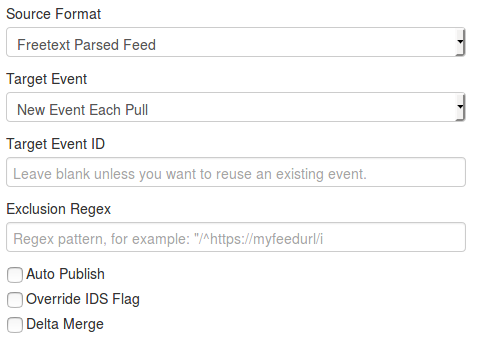 Source Format
Freetext Parsed Feed
Target Event
New Event Each Pull
Target Event ID
Leave blank unless you want to reuse an existing event.
Exclusion Regex
Regex pattern, for example: "/^https://myfeedurl/i
Auto Publish
Override IDS Flag
Delta Merge